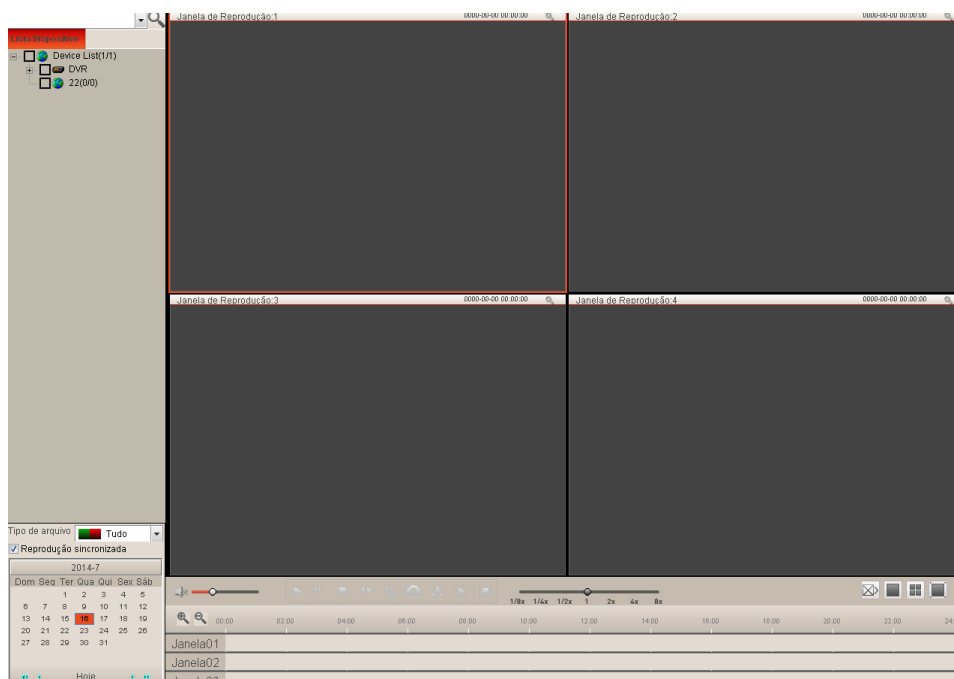 Janela de Reprodução:1 0000-00-00 00:00:00
Janela de Reprodução:2 0000-00-00 00:00:00
Lista Dispositivo
Device List(1/1)
DVR
22(0/0)
Janela de Reprodução:3 0000-00-00 00:00:00
Janela de Reprodução:4 0000-00-00 00:00:00
Tipo de arquivo Tudo
Reprodução sincronizada
2014-7
Dom Seg Ter Qua Qui Sex Sáb
1 2 3 4 5
6 7 8 9 10 11 12
13 14 15 16 17 18 19
20 21 22 23 24 25 26
27 28 29 30 31
Hoje
1/8x 1/4x 1/2x 1 2x 4x 8x
00:00 02:00 04:00 06:00 08:00 10:00 12:00 14:00 16:00 18:00 20:00 22:00 24
Janela01
Janela02